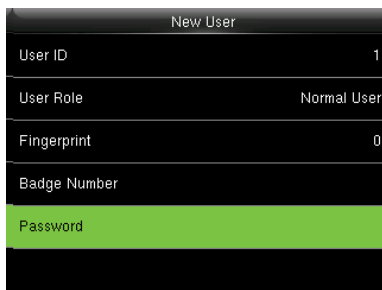 New User
User ID 1
User Role Normal User
Fingerprint 0
Badge Number
Password